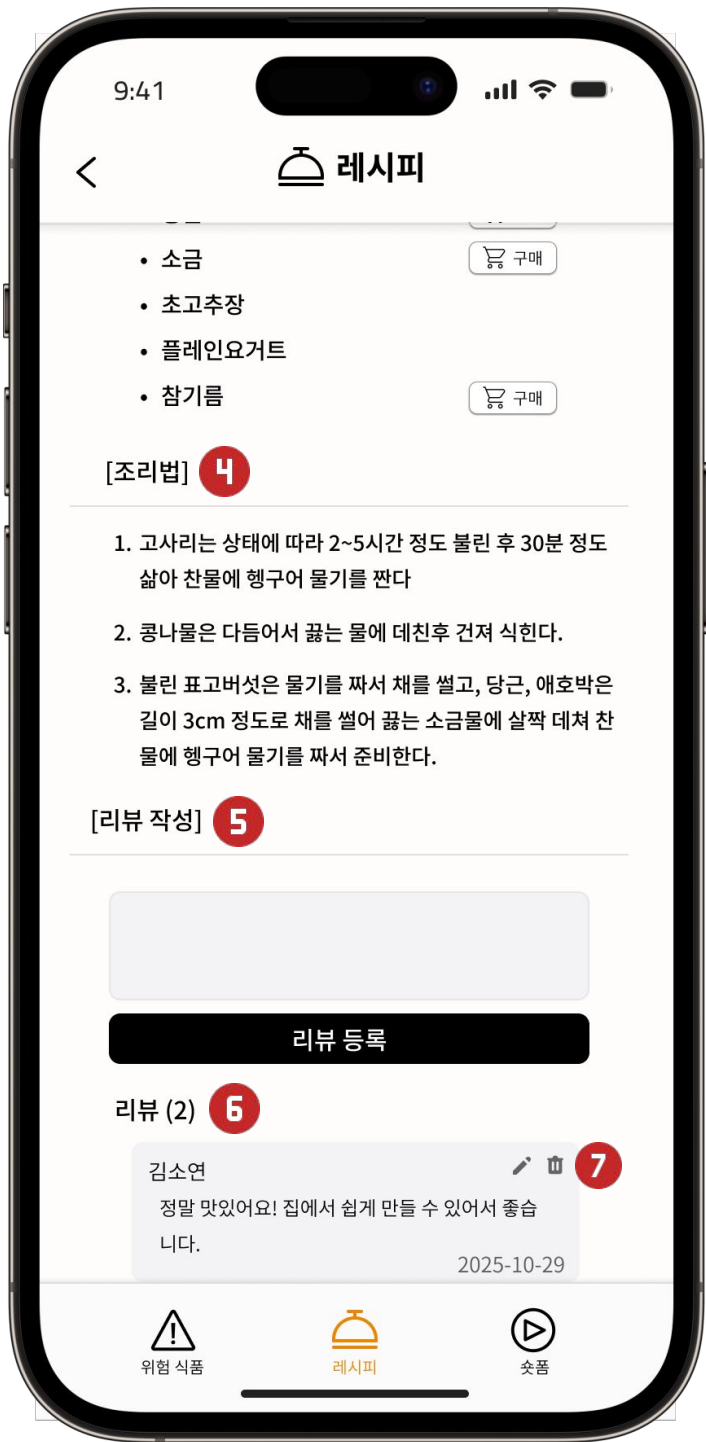 9:41
레시피
소금
구매
초고추장
플레인요거트
참기름
구매
[조리법] 4
1. 고사리는 상태에 따라 2~5시간 정도 불린 후 30분 정도
삶아 찬물에 헹구어 물기를 짠다
2. 콩나물은 다듬어서 끓는 물에 데친후 건져 식힌다.
3. 불린 표고버섯은 물기를 짜서 채를 썰고, 당근, 애호박은
길이 3cm 정도로 채를 썰어 끓는 소금물에 살짝 데쳐 찬
물에 헹구어 물기를 짜서 준비한다.
[리뷰 작성] 5
리뷰 등록
리뷰 (2) 6
김소연
7
정말 맛있어요! 집에서 쉽게 만들 수 있어서 좋습
니다.
2025-10-29
위험 식품
레시피
숏폼